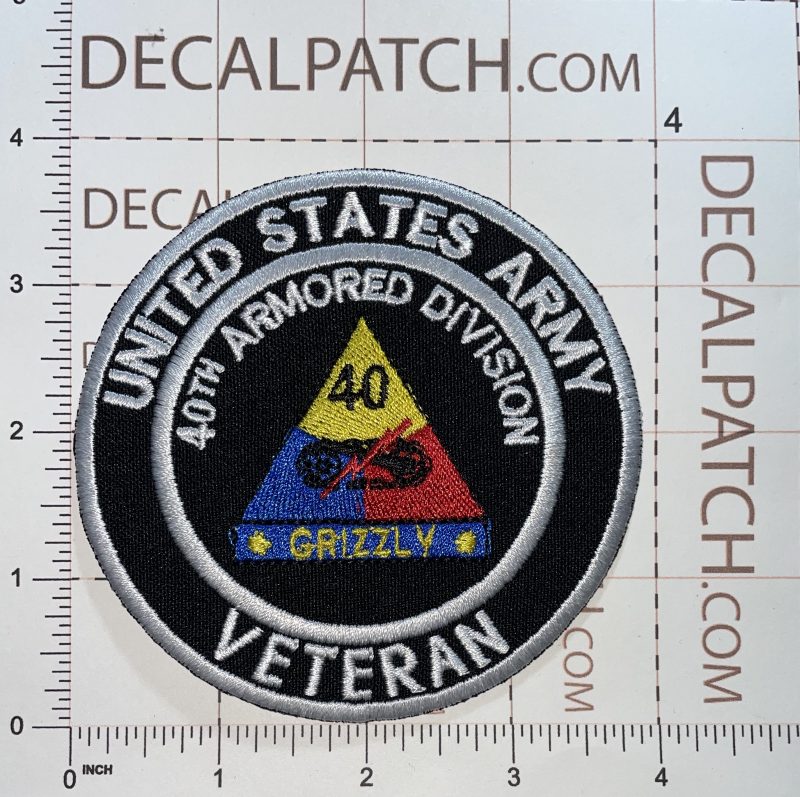 DECALPATCH.COM
4
DECA
DECALPATCH.COM
UNITED STATES ARMY
40TH ARMORED DIVISION
40
GRIZZLY
VETERAN
COM
4
3
2
1
0
0 INCH 1 2 3 4